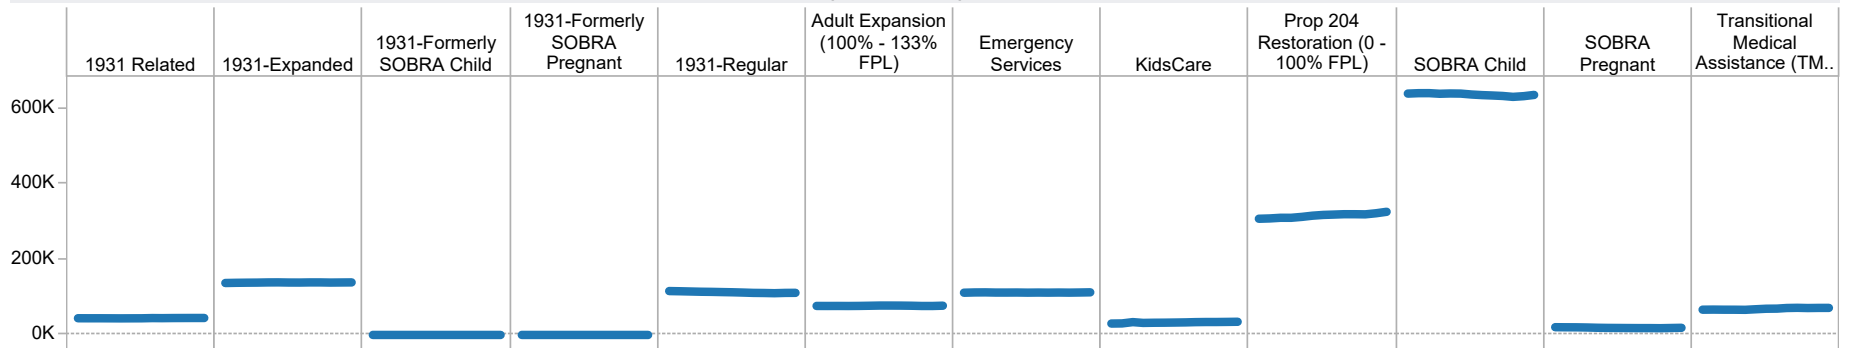 1931 Related
1931-Expanded
1931-Formerly
SOBRA Child
1931-Formerly
SOBRA
Pregnant
1931-Regular
Adult Expansion
(100% - 133%
FPL)
Emergency
Services
KidsCare
Prop 204
Restoration (0 -
100% FPL)
SOBRA Child
SOBRA
Pregnant
Transitional
Medical
Assistance (TM..
600K
400K
200K
0K